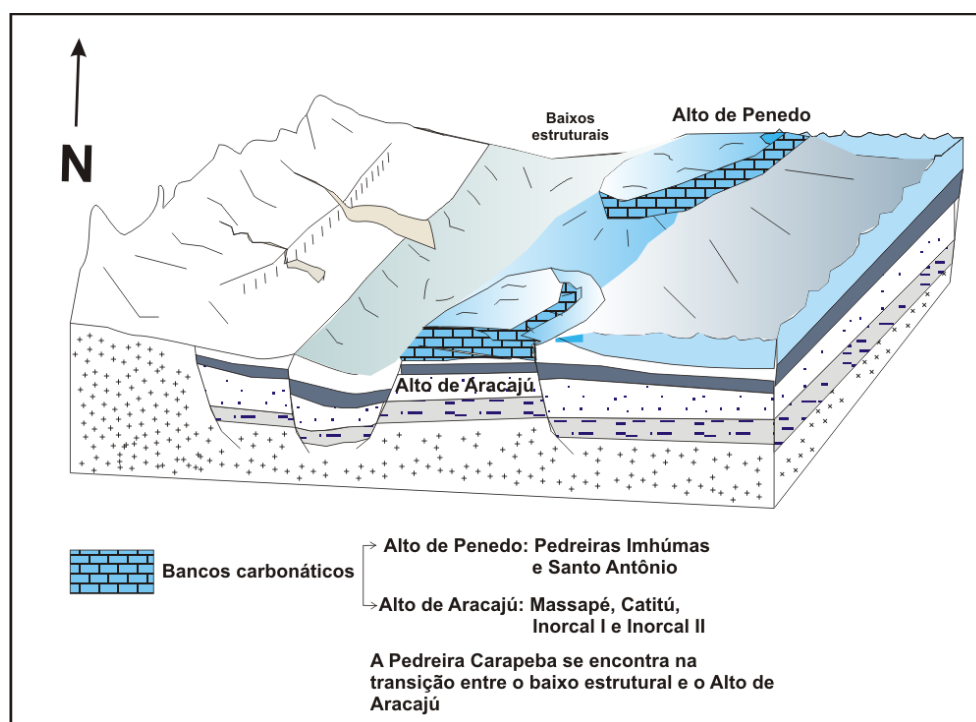 N
Baixos
estruturais
Alto de Penedo
Alto de Aracajú
Bancos carbonáticos
Alto de Penedo: Pedreiras Imhúmas
e Santo Antônio
Alto de Aracajú: Massapé, Catitú,
Inorcal I e Inorcal II
A Pedreira Carapeba se encontra na
transição entre o baixo estrutural e o Alto de
Aracajú